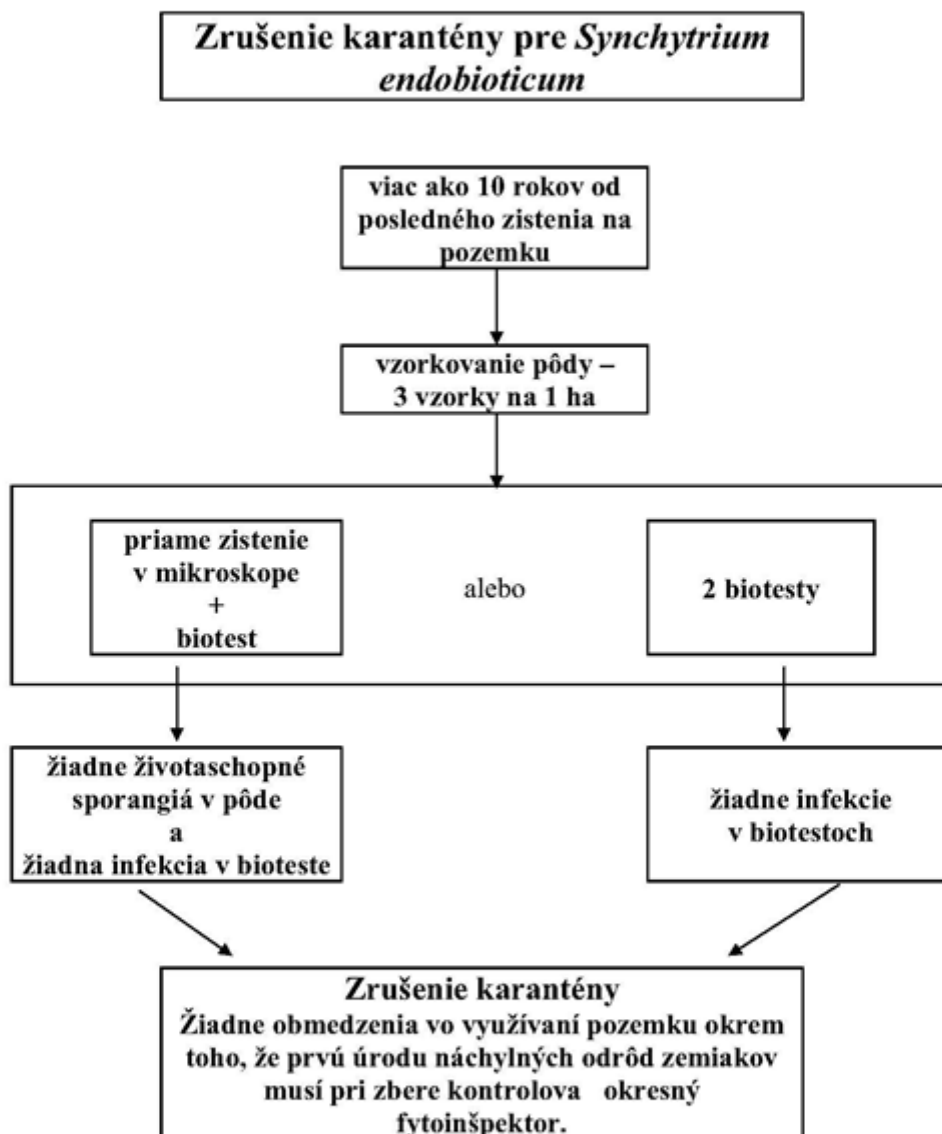 Zrušenie karantény pre Synchytrium
endobioticum
viac ako 10 rokov od
posledného zistenia na
pozemku
vzorkovanie pôdy –
3 vzorky na 1 ha
priame zistenie
v mikroskope
+
biotest
alebo
2 biotesty
žiadne životaschopné
sporangiá v pôde
a
žiadna infekcia v bioteste
žiadne infekcie
v biotestoch
Zrušenie karantény
Žiadne obmedzenia vo využívaní pozemku okrem
toho, že prvú úrodu náchylných odrôd zemiakov
musí pri zbere kontrolova okresný
fytoinšpektor.